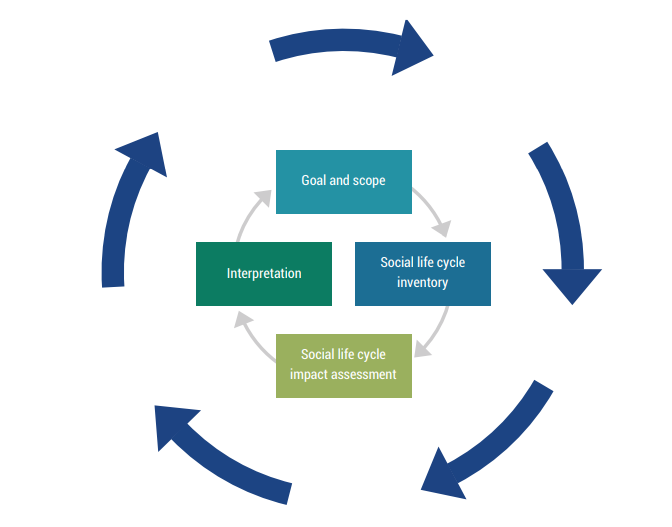 Goal and scope
Interpretation
Social life cycle
inventory
Social life cycle
impact assessment